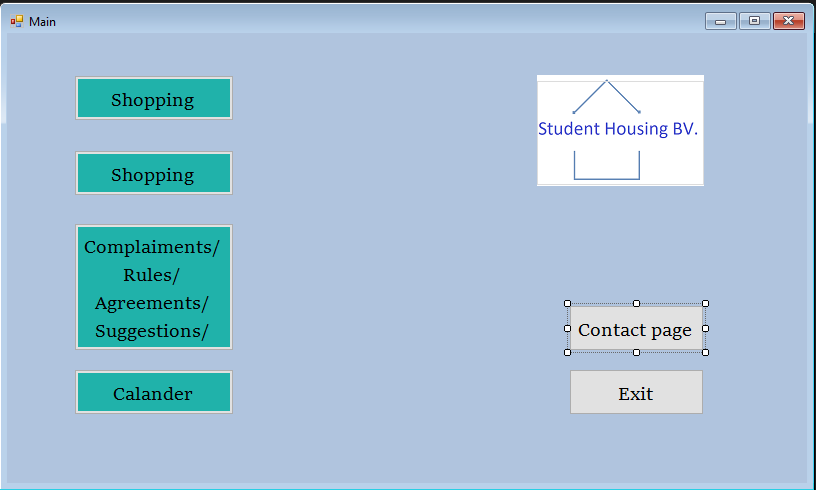 Main
Shopping
Student Housing BV.
Shopping
Complaiments/
Rules/
Agreements/
Suggestions/
Contact page
Calander
Exit